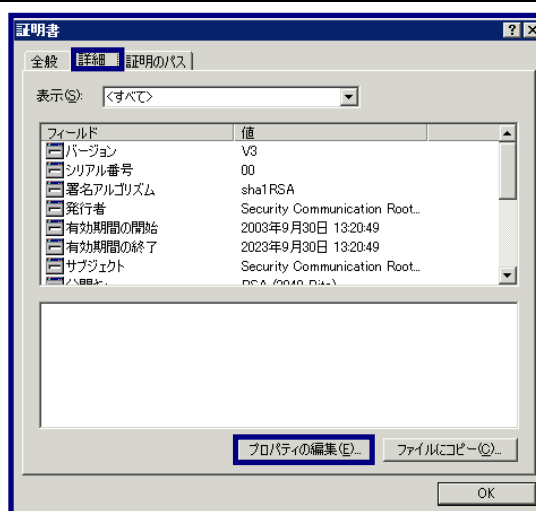 証明書
全般 詳細 証明のパス
表示(S): <すべて>
フィールド 値
バージョン V3
シリアル番号 00
署名アルゴリズム sha1RSA
発行者 Security Communication Root...
有効期間の開始 2003年9月30日 13:20:49
有効期間の終了 2023年9月30日 13:20:49
サブジェクト Security Communication Root...
プロパティの編集(E)... ファイルにコピー(C)...
OK